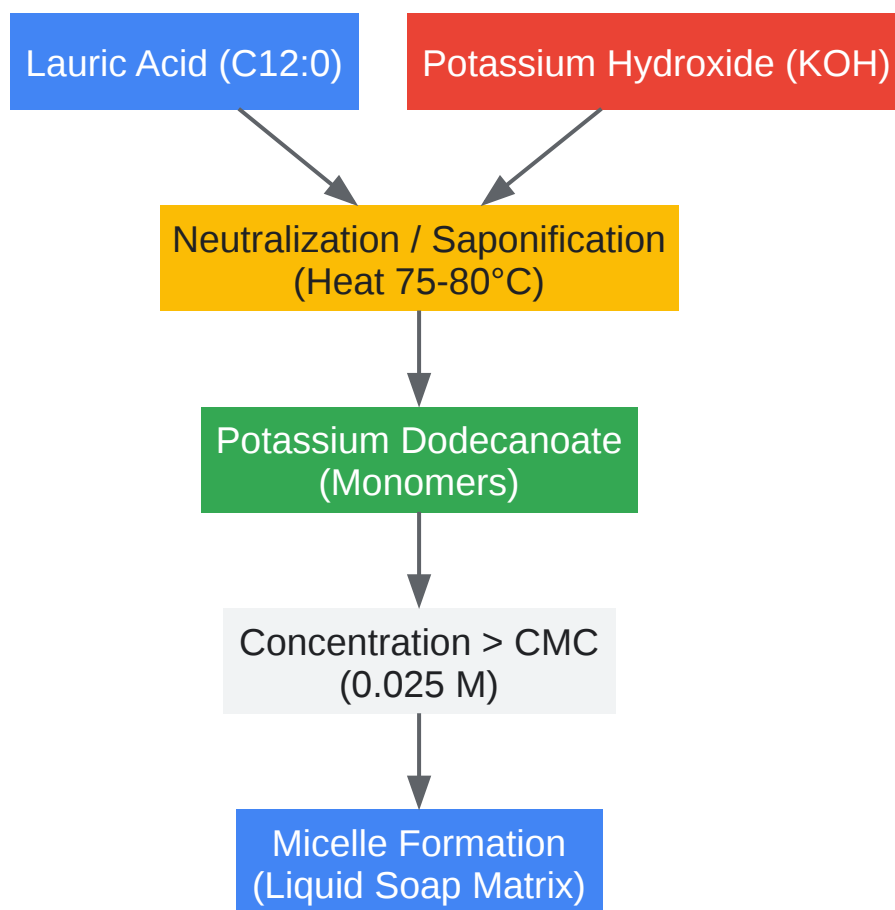 Lauric Acid (C12:0)
Potassium Hydroxide (KOH)
Neutralization / Saponification
(Heat 75-80°C)
Potassium Dodecanoate
(Monomers)
Concentration > CMC
(0.025 M)
Micelle Formation
(Liquid Soap Matrix)